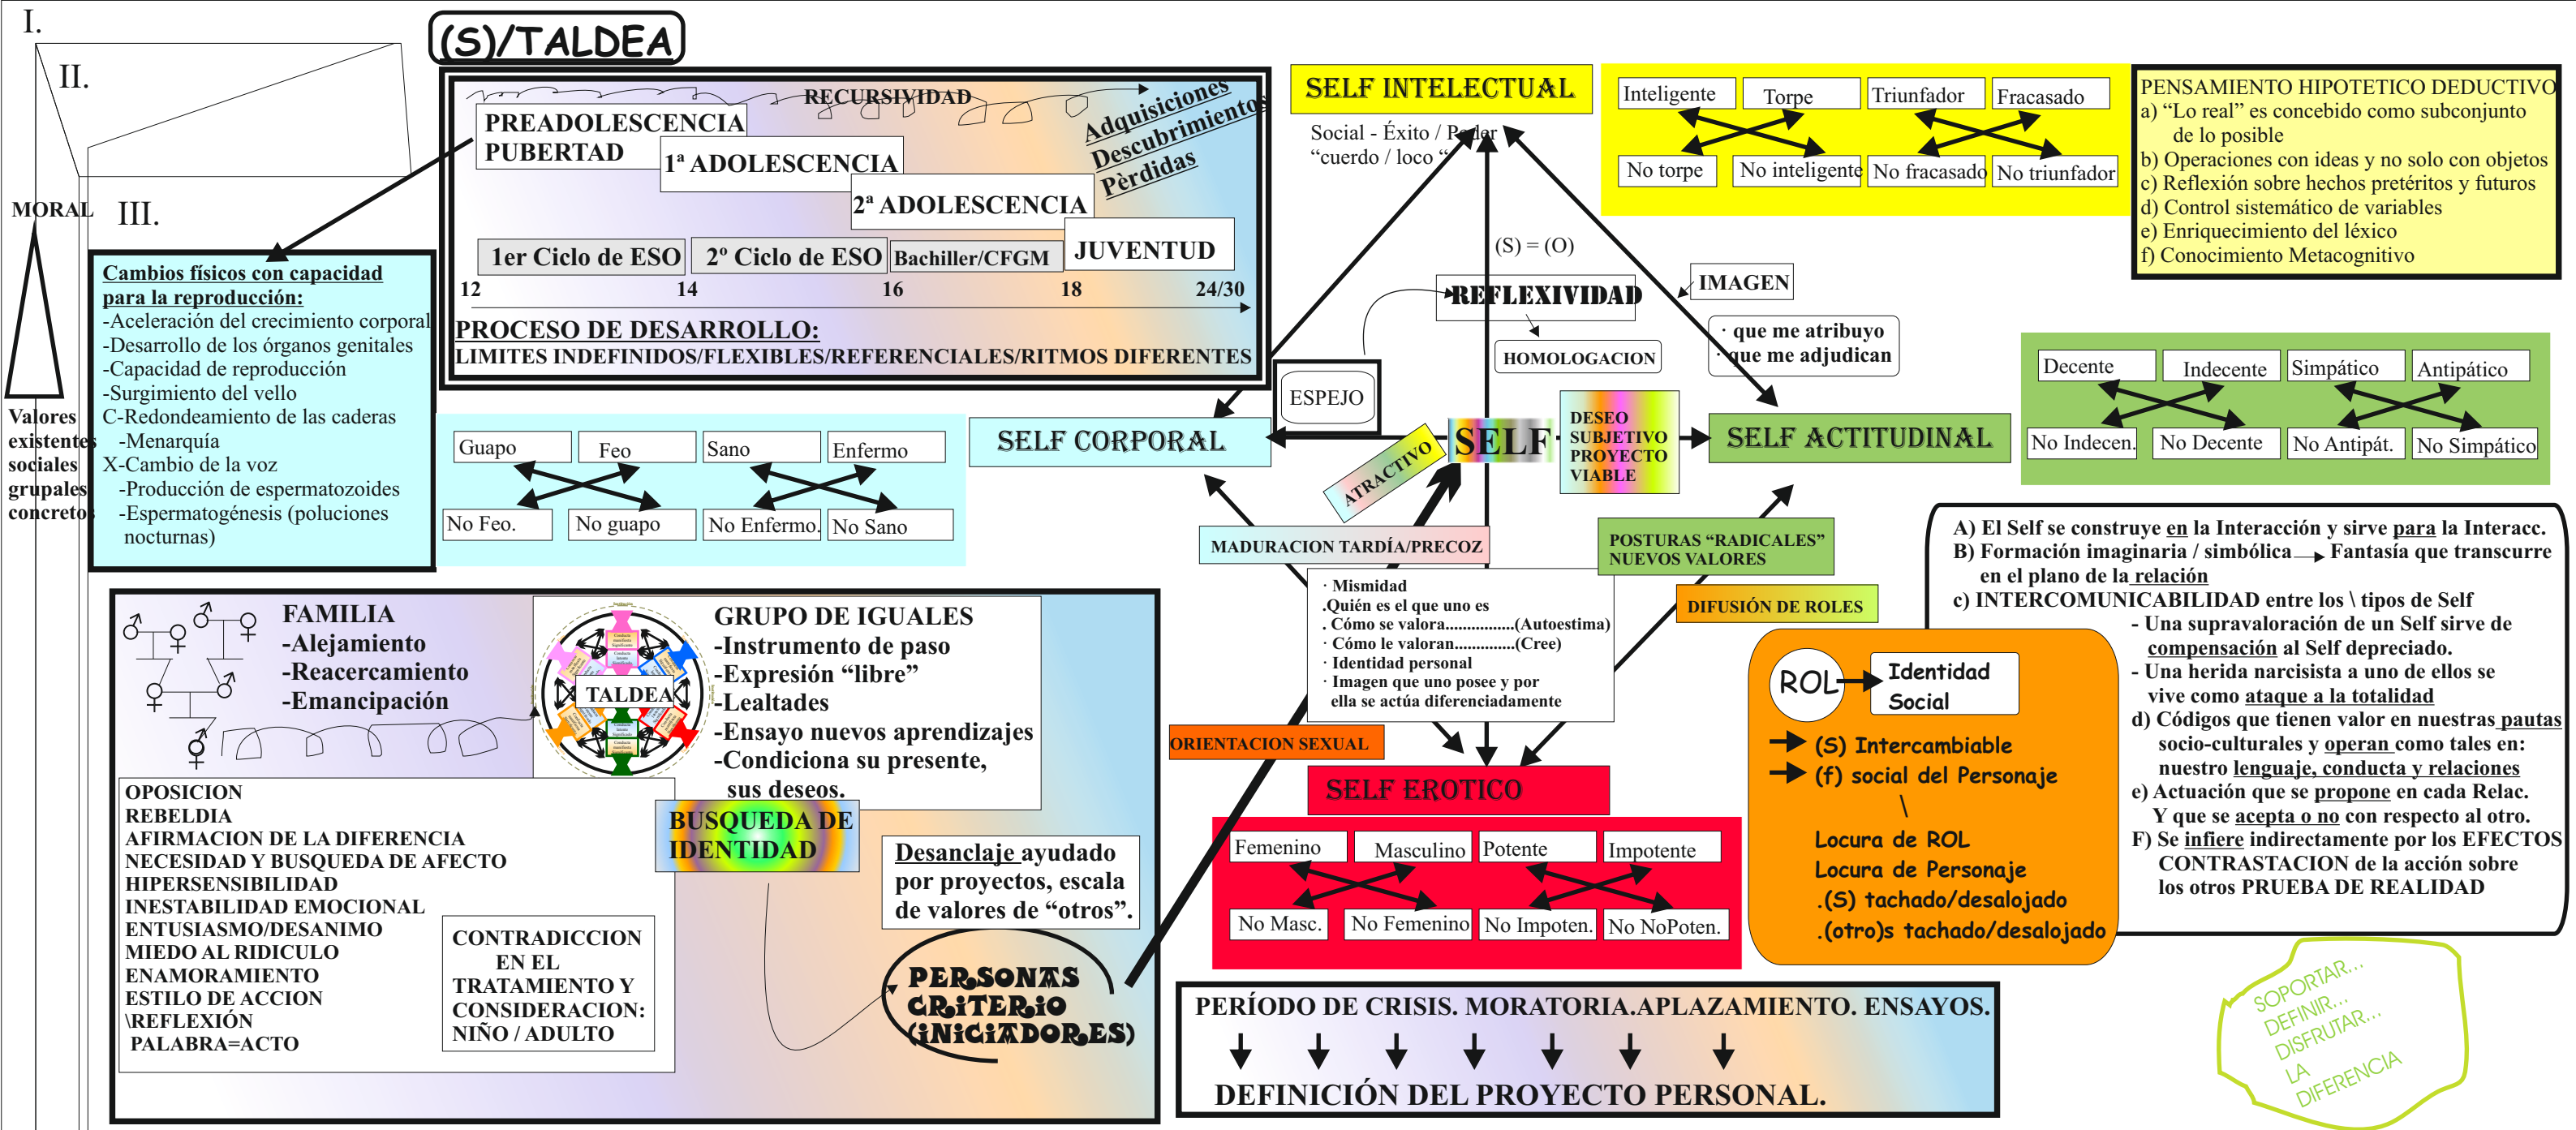 I.
II.
III.
MORAL
Valores
existentes
sociales
grupales
concretos
(S)/TALDEA
RECURSIVIDAD
Adquisiciones
Descubrimientos
Pèrdidas
PREADOLESCENCIA
PUBERTAD
1ª ADOLESCENCIA
2ª ADOLESCENCIA
JUVENTUD
1er Ciclo de ESO
2º Ciclo de ESO
Bachiller/CFGM
12 14 16 18 24/30
PROCESO DE DESARROLLO:
LIMITES INDEFINIDOS/FLEXIBLES/REFERENCIALES/RITMOS DIFERENTES
Cambios físicos con capacidad
para la reproducción:
-Aceleración del crecimiento corporal
-Desarrollo de los órganos genitales
-Capacidad de reproducción
-Surgimiento del vello
C-Redondeamiento de las caderas
-Menarquía
X-Cambio de la voz
-Producción de espermatozoides
-Espermatogénesis (poluciones
nocturnas)
SELF INTELECTUAL
Social - Éxito / Poder
“cuerdo / loco “
Inteligente Torpe Triunfador Fracasado
No torpe No inteligente No fracasado No triunfador
PENSAMIENTO HIPOTETICO DEDUCTIVO
a) “Lo real” es concebido como subconjunto
de lo posible
b) Operaciones con ideas y no solo con objetos
c) Reflexión sobre hechos pretéritos y futuros
d) Control sistemático de variables
e) Enriquecimiento del léxico
f) Conocimiento Metacognitivo
(S) = (O)
REFLEXIVIDAD
HOMOLOGACION
IMAGEN
· que me atribuyo
· que me adjudican
ESPEJO
SELF CORPORAL
Guapo Feo Sano Enfermo
No Feo. No guapo No Enfermo. No Sano
ATRACTIVO
SELF
DESEO
SUBJETIVO
PROYECTO
VIABLE
SELF ACTITUDINAL
Decente Indecente Simpático Antipático
No Indecen. No Decente No Antipát. No Simpático
MADURACION TARDÍA/PRECOZ
POSTURAS “RADICALES”
NUEVOS VALORES
DIFUSIÓN DE ROLES
· Mismidad
.Quién es el que uno es
. Cómo se valora................(Autoestima)
· Cómo le valoran..............(Cree)
· Identidad personal
· Imagen que uno posee y por
ella se actúa diferenciadamente
ORIENTACION SEXUAL
SELF EROTICO
Femenino Masculino Potente Impotente
No Masc. No Femenino No Impoten. No NoPoten.
A) El Self se construye en la Interacción y sirve para la Interacc.
B) Formación imaginaria / simbólica Fantasía que transcurre
en el plano de la relación
c) INTERCOMUNICABILIDAD entre los \ tipos de Self
- Una supravaloración de un Self sirve de
compensación al Self depreciado.
- Una herida narcisista a uno de ellos se
vive como ataque a la totalidad
d) Códigos que tienen valor en nuestras pautas
socio-culturales y operan como tales en:
nuestro lenguaje, conducta y relaciones
e) Actuación que se propone en cada Relac.
Y que se acepta o no con respecto al otro.
F) Se infiere indirectamente por los EFECTOS
CONTRASTACION de la acción sobre
los otros PRUEBA DE REALIDAD
ROL
Identidad
Social
(S) Intercambiable
(f) social del Personaje
\
Locura de ROL
Locura de Personaje
.(S) tachado/desalojado
.(otro)s tachado/desalojado
FAMILIA
-Alejamiento
-Reacercamiento
-Emancipación
TALDEA
GRUPO DE IGUALES
-Instrumento de paso
-Expresión “libre”
-Lealtades
-Ensayo nuevos aprendizajes
-Condiciona su presente,
sus deseos.
OPOSICION
REBELDIA
AFIRMACION DE LA DIFERENCIA
NECESIDAD Y BUSQUEDA DE AFECTO
HIPERSENSIBILIDAD
INESTABILIDAD EMOCIONAL
ENTUSIASMO/DESANIMO
MIEDO AL RIDICULO
ENAMORAMIENTO
ESTILO DE ACCION
\REFLEXIÓN
PALABRA=ACTO
CONTRADICCION
EN EL
TRATAMIENTO Y
CONSIDERACION:
NIÑO / ADULTO
BUSQUEDA DE
IDENTIDAD
Desanclaje ayudado
por proyectos, escala
de valores de “otros”.
PERSONAS
CRiTERiO
(iNiCiADORES)
PERÍODO DE CRISIS. MORATORIA.APLAZAMIENTO. ENSAYOS.
DEFINICIÓN DEL PROYECTO PERSONAL.
SOPORTAR...
DEFINIR...
DISFRUTAR...
LA
DIFERENCIA